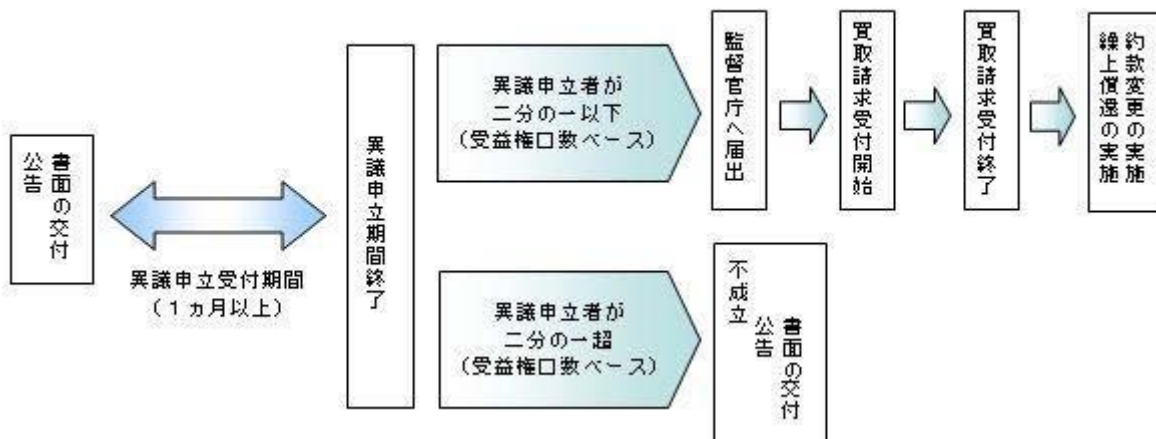 書面の交付
公告
異議申立受付期間
(1ヵ月以上)
異議申立期間終了
異議申立者が
二分の一以下
(受益権口数ベース)
監督官庁へ届出
買取請求受付開始
買取請求受付終了
約款変更の実施
繰上償還の実施
異議申立者が
二分の一超
(受益権口数ベース)
不成立
書面の交付
公告